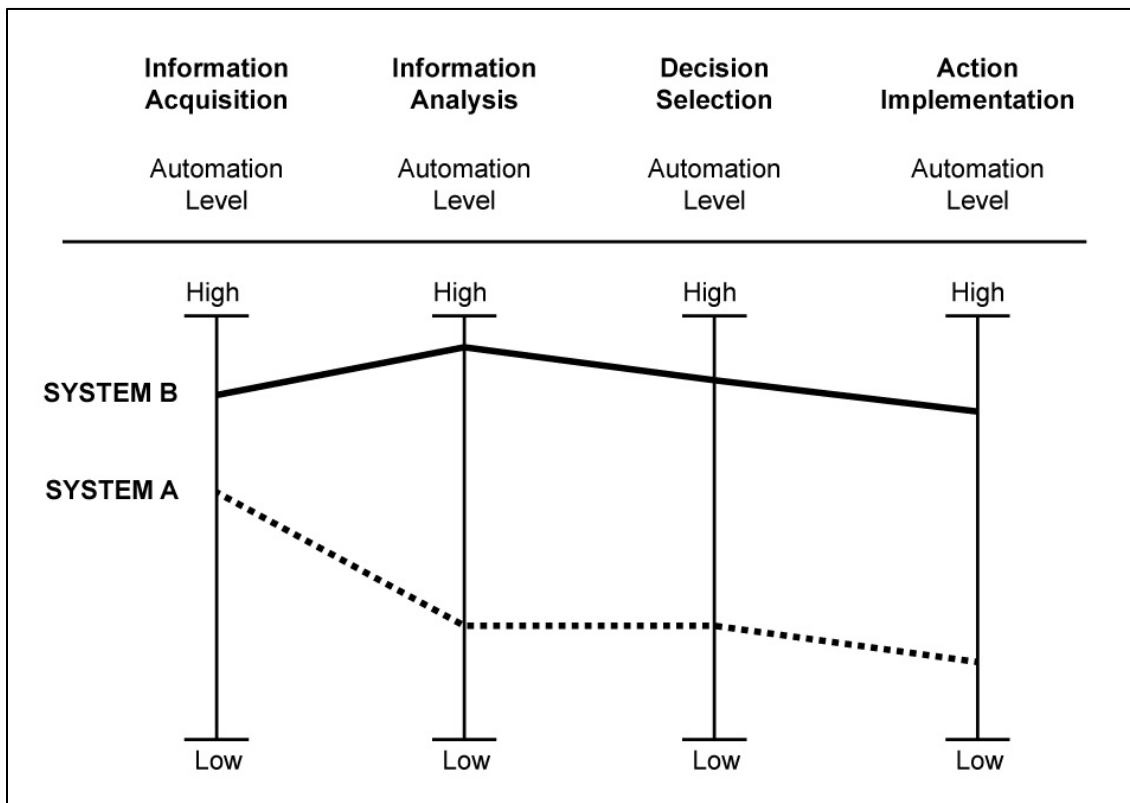 Information Acquisition
Information Analysis
Decision Selection
Action Implementation
Automation Level
Automation Level
Automation Level
Automation Level
High
High
High
High
SYSTEM B
SYSTEM A
Low
Low
Low
Low